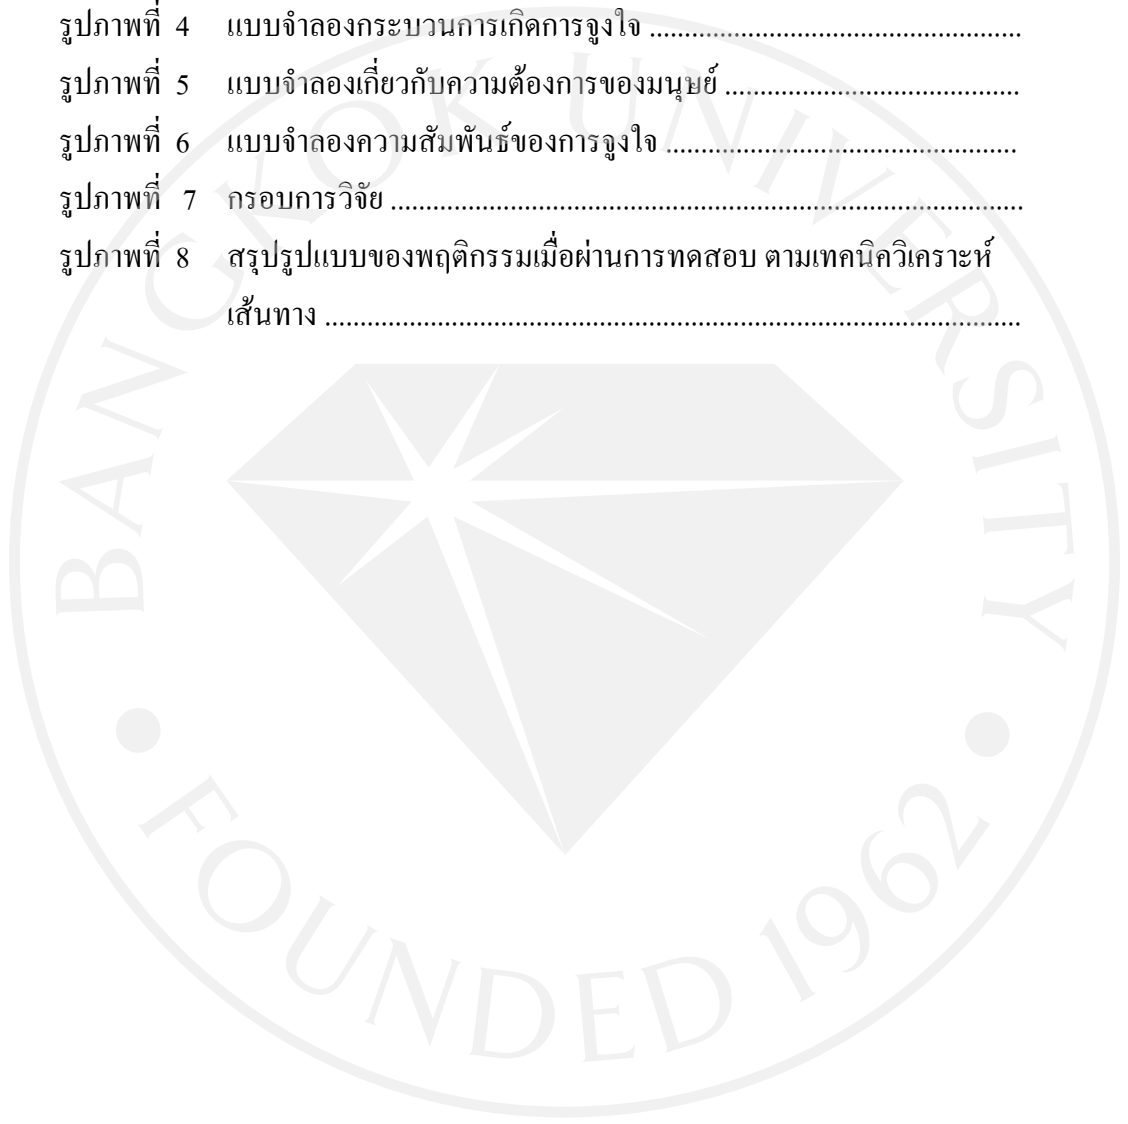 รูปภาพที่ 4 แบบจำลองกระบวนการเกิดการจูงใจ .....................................................
รูปภาพที่ 5 แบบจำลองเกี่ยวกับความต้องการของมนุษย์ ..........................................
รูปภาพที่ 6 แบบจำลองความสัมพันธ์ของการจูงใจ ..................................................
รูปภาพที่ 7 กรอบการวิจัย ..........................................................................................
รูปภาพที่ 8 สรุปรูปแบบของพฤติกรรมเมื่อผ่านการทดสอบ ตามเทคนิควิเคราะห์
เส้นทาง ...................................................................................................
BANGKOK UNIVERSITY
FOUNDED 1962